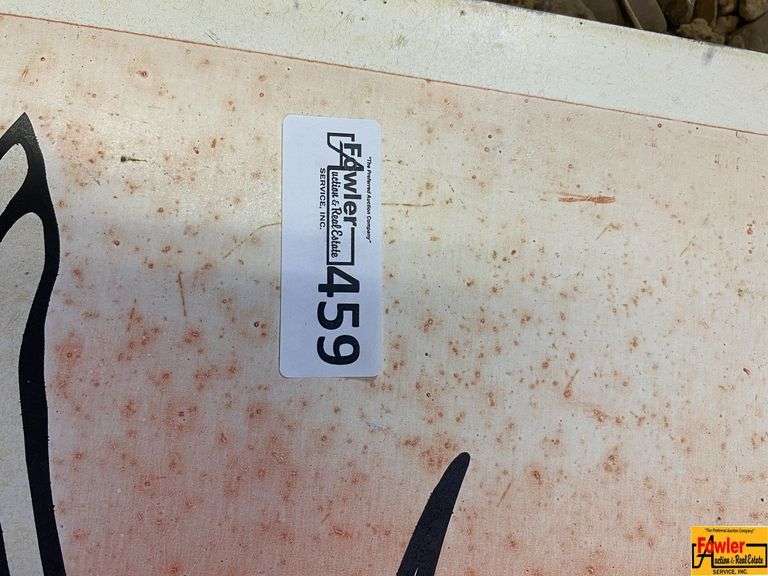 "The Preferred Auction Company"
Fowler
Auction & Real Estate
SERVICE, INC.
459
"The Preferred Auction Company"
Fowler
Auction & Real Estate
SERVICE, INC.